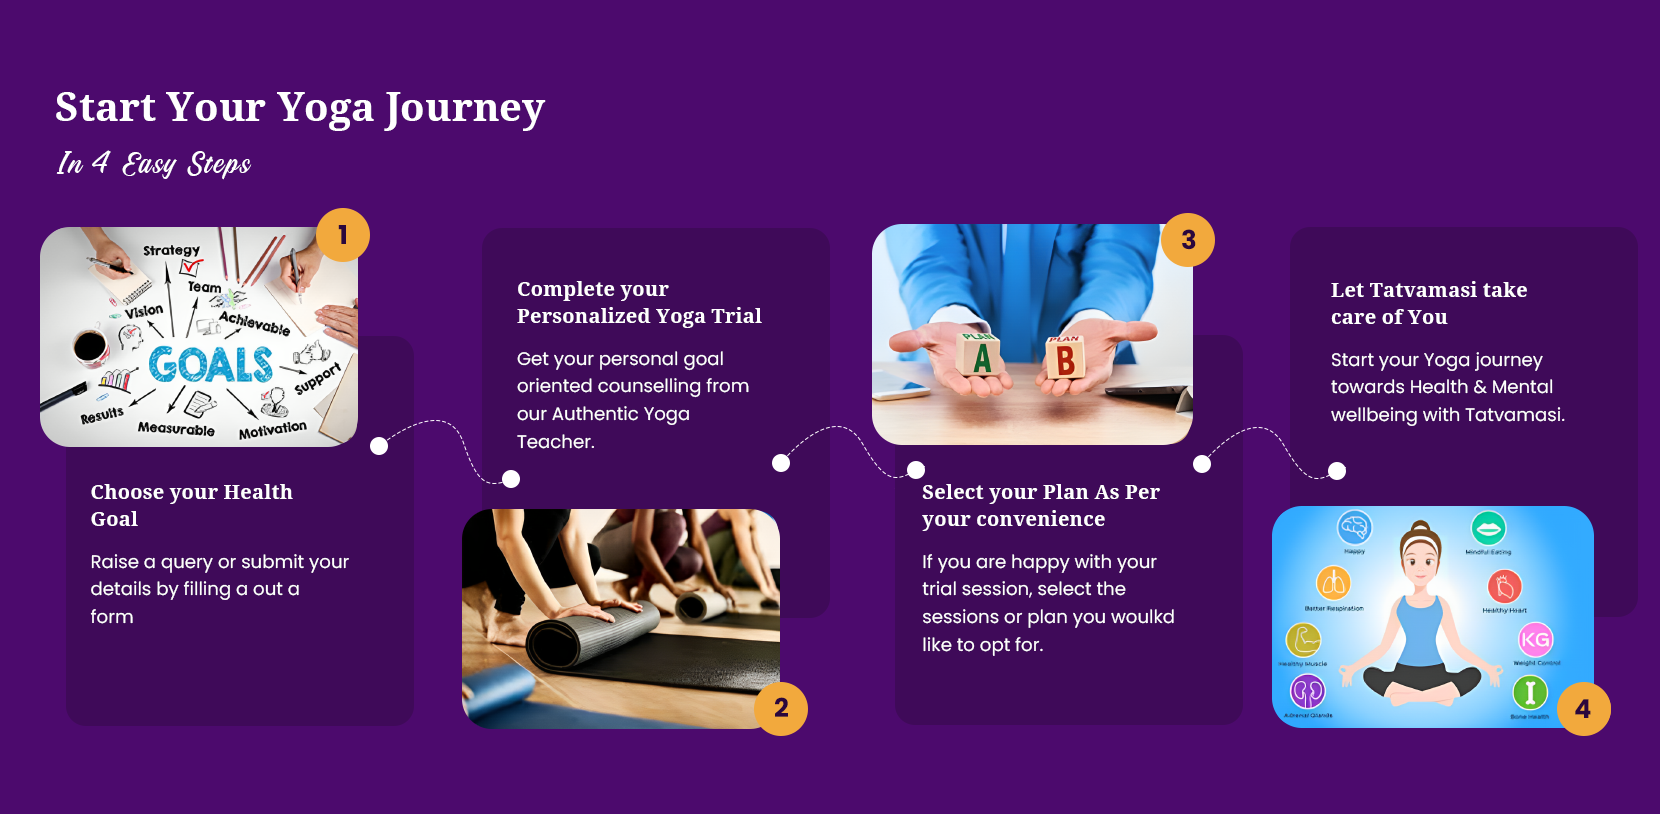 Start Your Yoga Journey
In 4 Easy Steps
1
Strategy
Team
Vision
Achievable
GOALS
Support
Results
Measurable
Motivation
Choose your Health
Goal
Raise a query or submit your
details by filling a out a
form
Complete your
Personalized Yoga Trial
Get your personal goal
oriented counselling from
our Authentic Yoga
Teacher.
2
3
PLAN
A
PLAN
B
Select your Plan As Per
your convenience
If you are happy with your
trial session, select the
sessions or plan you woulkd
like to opt for.
Let Tatvamasi take
care of You
Start your Yoga journey
towards Health & Mental
wellbeing with Tatvamasi.
Happy
Mindful Eating
Better Respiration
Healthy Heart
Healthy Muscle
KG
Weight Control
Adrenal Glands
Bone Health
4